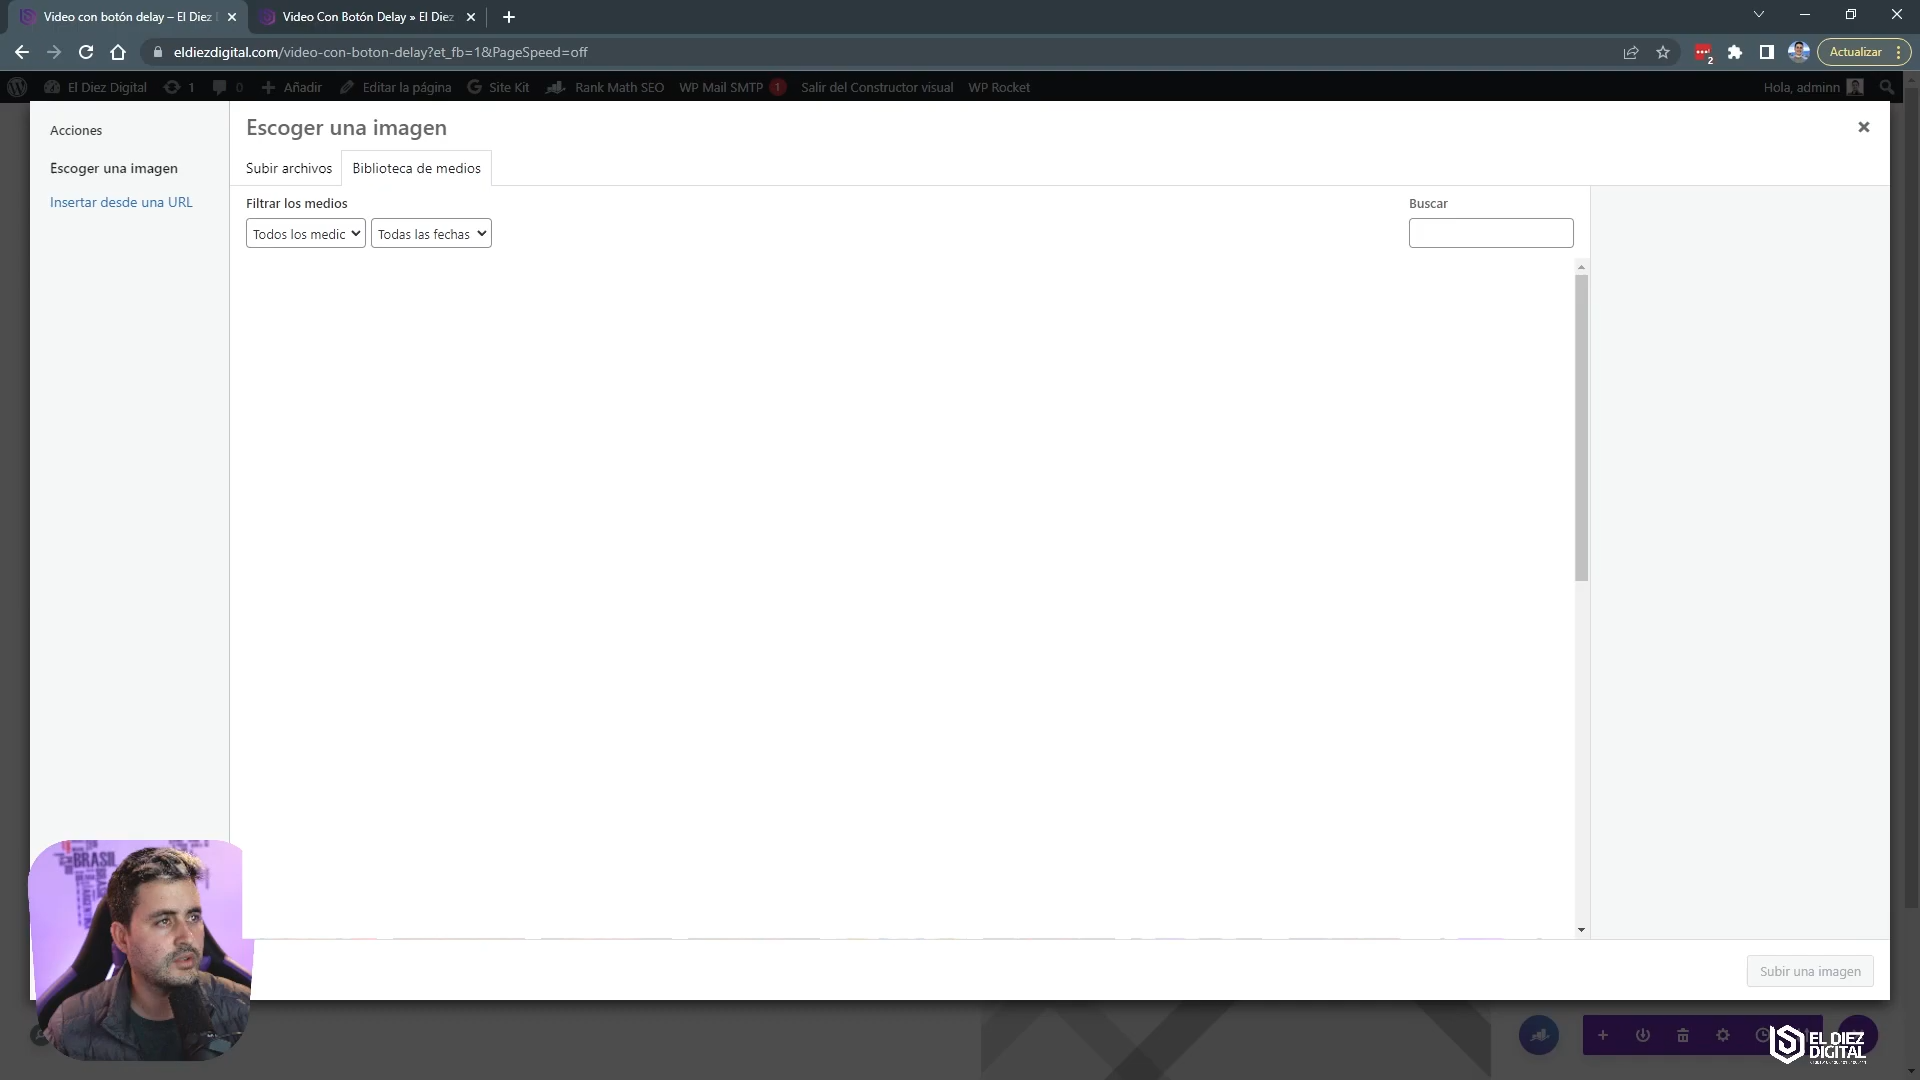 Video con botón delay – El Diez
Video Con Botón Delay » El Diez
eldiezdigital.com/video-con-boton-delay?et_fb=1&PageSpeed=off
2
Actualizar
El Diez Digital
1
0
Añadir
Editar la página
Site Kit
Rank Math SEO
WP Mail SMTP 1
Salir del Constructor visual
WP Rocket
Hola, adminn
Acciones
Escoger una imagen
Insertar desde una URL
Escoger una imagen
Subir archivos
Biblioteca de medios
Filtrar los medios
Todos los medic
Todas las fechas
Buscar
BRASIL
Subir una imagen
EL DIEZ
DIGITAL